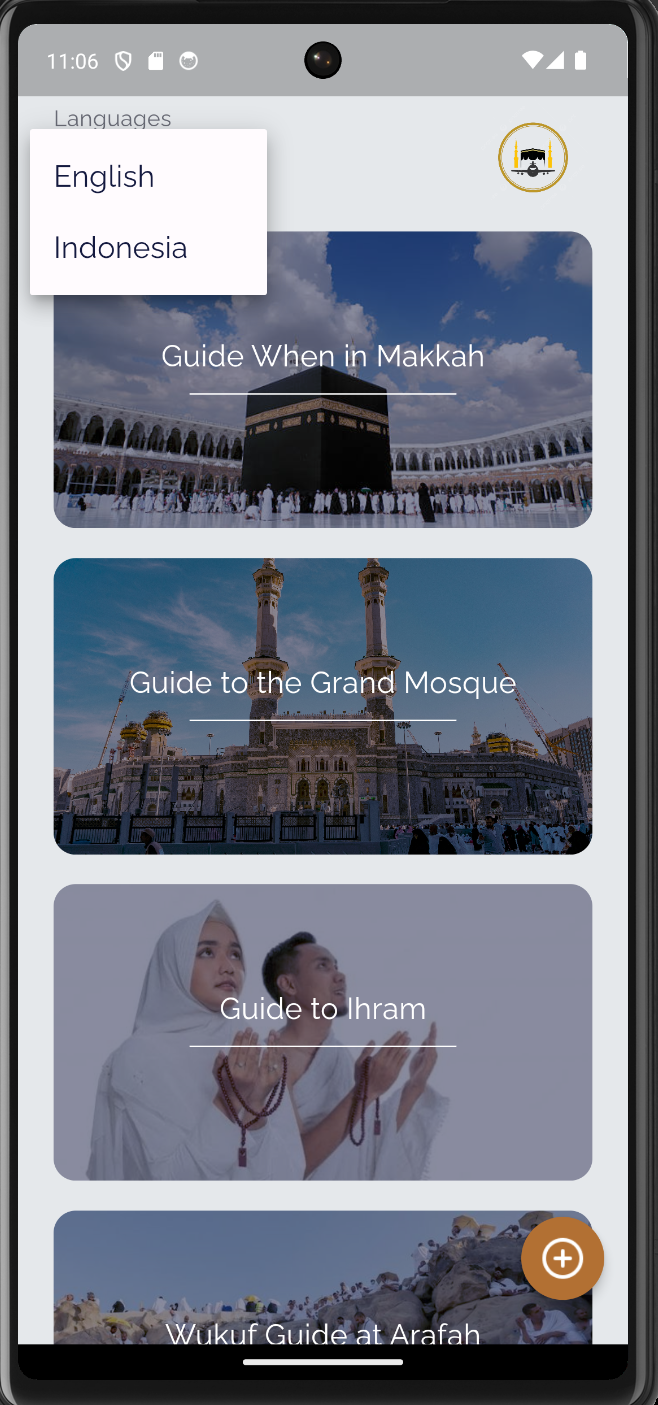 11:06
Languages
English
Indonesia
Guide When in Makkah
Guide to the Grand Mosque
Guide to Ihram
Wukuf Guide at Arafah